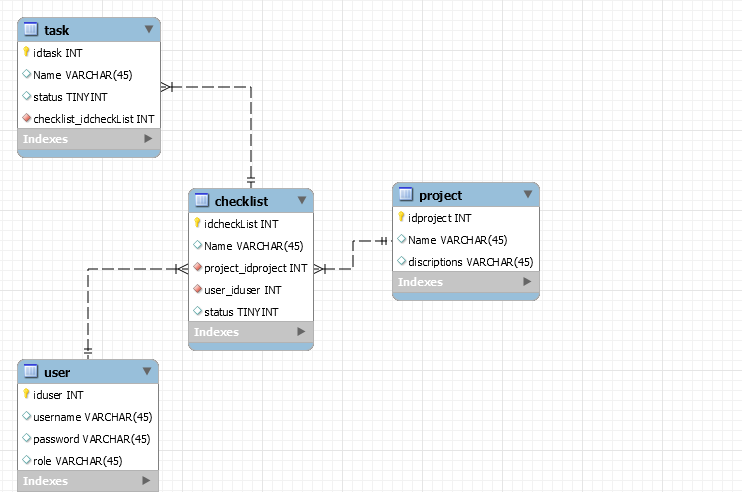 task
idtask INT
Name VARCHAR(45)
status TINYINT
checklist_idcheckList INT
Indexes
checklist
idcheckList INT
Name VARCHAR(45)
project_idproject INT
user_iduser INT
status TINYINT
Indexes
project
idproject INT
Name VARCHAR(45)
discriptions VARCHAR(45)
Indexes
user
iduser INT
username VARCHAR(45)
password VARCHAR(45)
role VARCHAR(45)
Indexes